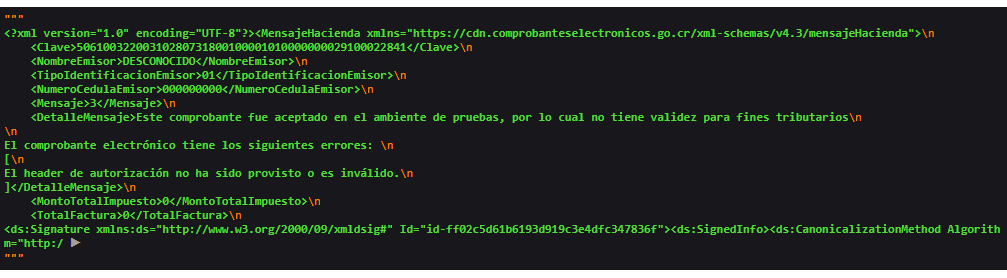 """
<?xml version="1.0" encoding="UTF-8"?><MensajeHacienda xmlns="https://cdn.comprobanteselectronicos.go.cr/xml-schemas/v4.3/mensajeHacienda">\n
<Clave>50610032200310280731800100001010000000029100022841</Clave>\n
<NombreEmisor>DESCONOCIDO</NombreEmisor>\n
<TipoIdentificacionEmisor>01</TipoIdentificacionEmisor>\n
<NumeroCedulaEmisor>000000000</NumeroCedulaEmisor>\n
<Mensaje>3</Mensaje>\n
<DetalleMensaje>Este comprobante fue aceptado en el ambiente de pruebas, por lo cual no tiene validez para fines tributarios\n
\n
El comprobante electrónico tiene los siguientes errores: \n
[\n
El header de autorización no ha sido provisto o es inválido.\n
]</DetalleMensaje>\n
<MontoTotalImpuesto>0</MontoTotalImpuesto>\n
<TotalFactura>0</TotalFactura>\n
<ds:Signature xmlns:ds="http://www.w3.org/2000/09/xmldsig#" Id="id-ff02c5d61b6193d919c3e4dfc347836f"><ds:SignedInfo><ds:CanonicalizationMethod Algorith
m="http:/ ▶
"""